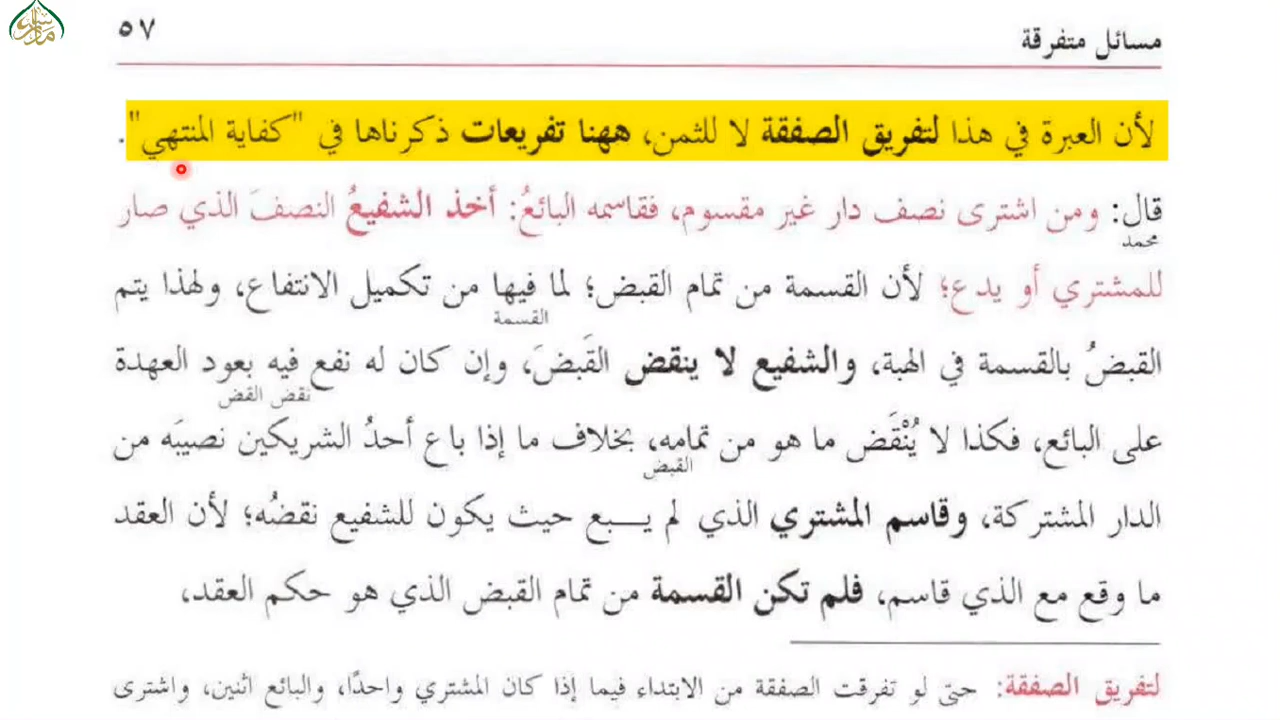 مسائل متفرقة ٥٧
لأن العبرة في هذا لتفريق الصفقة لا للثمن، ههنا تفريعات ذكرناها في "كفاية المنتهي".
قال: ومن اشترى نصف دار غير مقسوم، فقاسمه البائعُ: أخذ الشفيعُ النصفَ الذي صار
محمد
للمشتري أو يدع؛ لأن القسمة من تمام القبض؛ لما فيها من تكميل الانتفاع، ولهذا يتم
القسمة
القبضُ بالقسمة في الهبة، والشفيع لا ينقض القَبضَ، وإن كان له نفع فيه بعود العهدة
نقض القض
على البائع، فكذا لا يُنْقَض ما هو من تمامه، بخلاف ما إذا باع أحدُ الشريكين نصيبَه من
القبض
الدار المشتركة، وقاسم المشتري الذي لم يـــبع حيث يكون للشفيع نقضُه؛ لأن العقد
ما وقع مع الذي قاسم، فلم تكن القسمة من تمام القبض الذي هو حكم العقد،
لتفريق الصفقة: حتى لو تفرقت الصفقة من الابتداء فيما إذا كان المشتري واحدًا، والبائع اثنين، واشترى